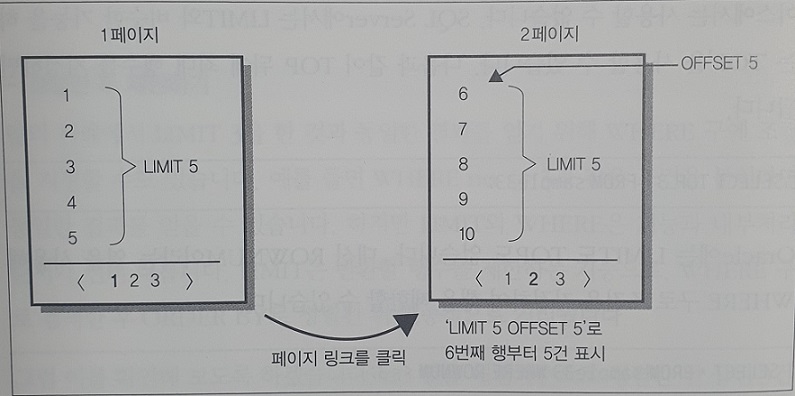 1페이지
1
2
3
4
5
LIMIT 5
〈 1 2 3 〉
2페이지
OFFSET 5
6
7
8
9
10
LIMIT 5
〈 1 2 3 〉
페이지 링크를 클릭
'LIMIT 5 OFFSET 5'로
6번째 행부터 5건 표시